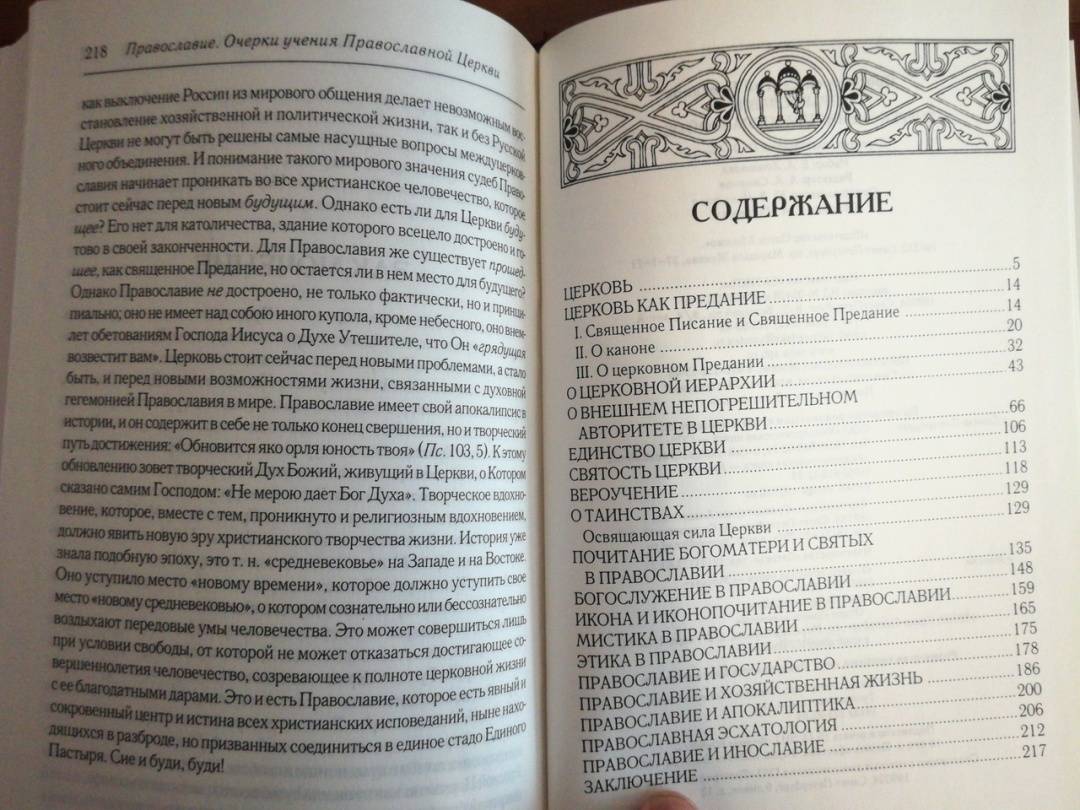 218 Православие. Очерки учения Православной Церкви
как выключение России из мирового общения делает невозможным вос-
становление хозяйственной и политической жизни, так и без Русской
Церкви не могут быть решены самые насущные вопросы междуцерков-
ного объединения. И понимание такого мирового значения судеб Право-
славия начинает проникать во все христианское человечество, которое
стоит сейчас перед новым будущим. Однако есть ли для Церкви буду-
щее? Его нет для католичества, здание которого всецело достроено и го-
тово в своей законченности. Для Православия же существует прошед-
шее, как священное Предание, но остается ли в нем место для будущего?
Однако Православие не достроено, не только фактически, но и принци-
пиально; оно не имеет над собою иного купола, кроме небесного, оно внем-
лет обетованиям Господа Иисуса о Духе Утешителе, что Он «грядущая
возвестит вам». Церковь стоит сейчас перед новыми проблемами, а стало
быть, и перед новыми возможностями жизни, связанными с духовной
гегемонией Православия в мире. Православие имеет свой апокалипсис в
истории, и он содержит в себе не только конец свершения, но и творческий
путь достижения: «Обновится яко орля юность твоя» (Пс. 103, 5). К этому
обновлению зовет творческий Дух Божий, живущий в Церкви, о Котором
сказано самим Господом: «Не мерою дает Бог Духа». Творческое вдохно-
вение, которое, вместе с тем, проникнуто и религиозным вдохновением,
должно явить новую эру христианского творчества жизни. История уже
знала подобную эпоху, это т. н. «средневековье» на Западе и на Востоке.
Оно уступило место «новому времени», которое должно уступить свое
место «новому средневековью», о котором сознательно или бессознательно
воздыхают передовые умы человечества. Это может совершиться лишь
при условии свободы, от которой не может отказаться достигающее со-
вершеннолетия человечество, созревающее к полноте церковной жизни
с ее благодатными дарами. Это и есть Православие, которое есть явный и
сокровенный центр и истина всех христианских исповеданий, ныне нахо-
дящихся в разброде, но призванных соединиться в единое стадо Единого
Пастыря. Сие и буди, буди!
СОДЕРЖАНИЕ
ЦЕРКОВЬ 5
ЦЕРКОВЬ КАК ПРЕДАНИЕ 14
I. Священное Писание и Священное Предание 14
II. О каноне 20
III. О церковном Предании 32
О ЦЕРКОВНОЙ ИЕРАРХИИ 43
О ВНЕШНЕМ НЕПОГРЕШИТЕЛЬНОМ
АВТОРИТЕТЕ В ЦЕРКВИ 66
ЕДИНСТВО ЦЕРКВИ 106
СВЯТОСТЬ ЦЕРКВИ 113
ВЕРОУЧЕНИЕ 118
О ТАИНСТВАХ 129
Освящающая сила Церкви 129
ПОЧИТАНИЕ БОГОМАТЕРИ И СВЯТЫХ
В ПРАВОСЛАВИИ 135
БОГОСЛУЖЕНИЕ В ПРАВОСЛАВИИ 148
ИКОНА И ИКОНОПОЧИТАНИЕ В ПРАВОСЛАВИИ 159
МИСТИКА В ПРАВОСЛАВИИ 165
ЭТИКА В ПРАВОСЛАВИИ 175
ПРАВОСЛАВИЕ И ГОСУДАРСТВО 178
ПРАВОСЛАВИЕ И ХОЗЯЙСТВЕННАЯ ЖИЗНЬ 186
ПРАВОСЛАВИЕ И АПОКАЛИПТИКА 200
ПРАВОСЛАВНАЯ ЭСХАТОЛОГИЯ 206
ПРАВОСЛАВИЕ И ИНОСЛАВИЕ 212
ЗАКЛЮЧЕНИЕ 217